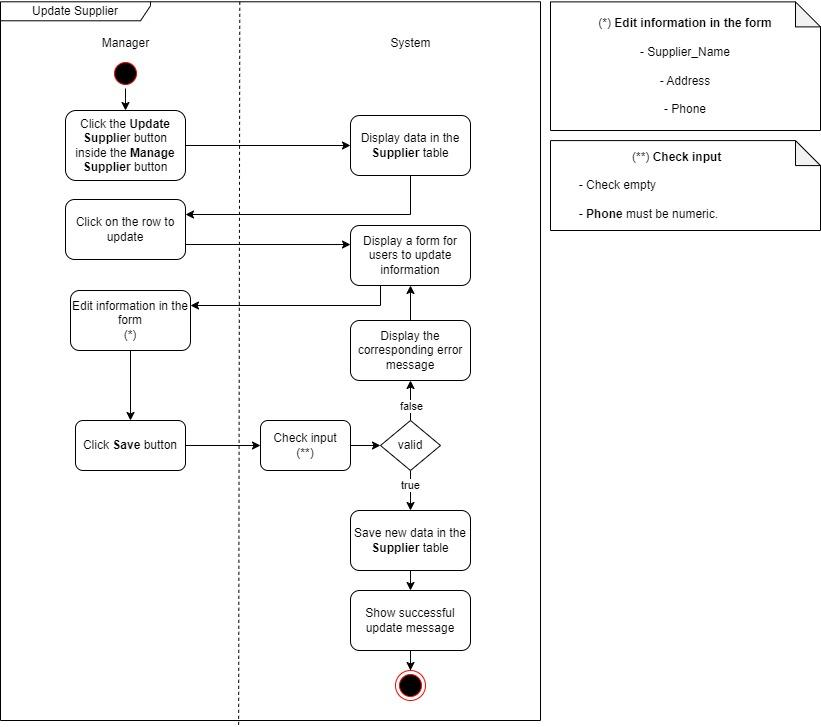 Update Supplier
Manager
System
Click the Update
Supplier button
inside the Manage
Supplier button
Display data in the
Supplier table
Click on the row to
update
Display a form for
users to update
information
Edit information in the
form
(*)
Display the
corresponding error
message
false
Click Save button
Check input
(**)
valid
true
Save new data in the
Supplier table
Show successful
update message
(*) Edit information in the form
- Supplier_Name
- Address
- Phone
(**) Check input
- Check empty
- Phone must be numeric.